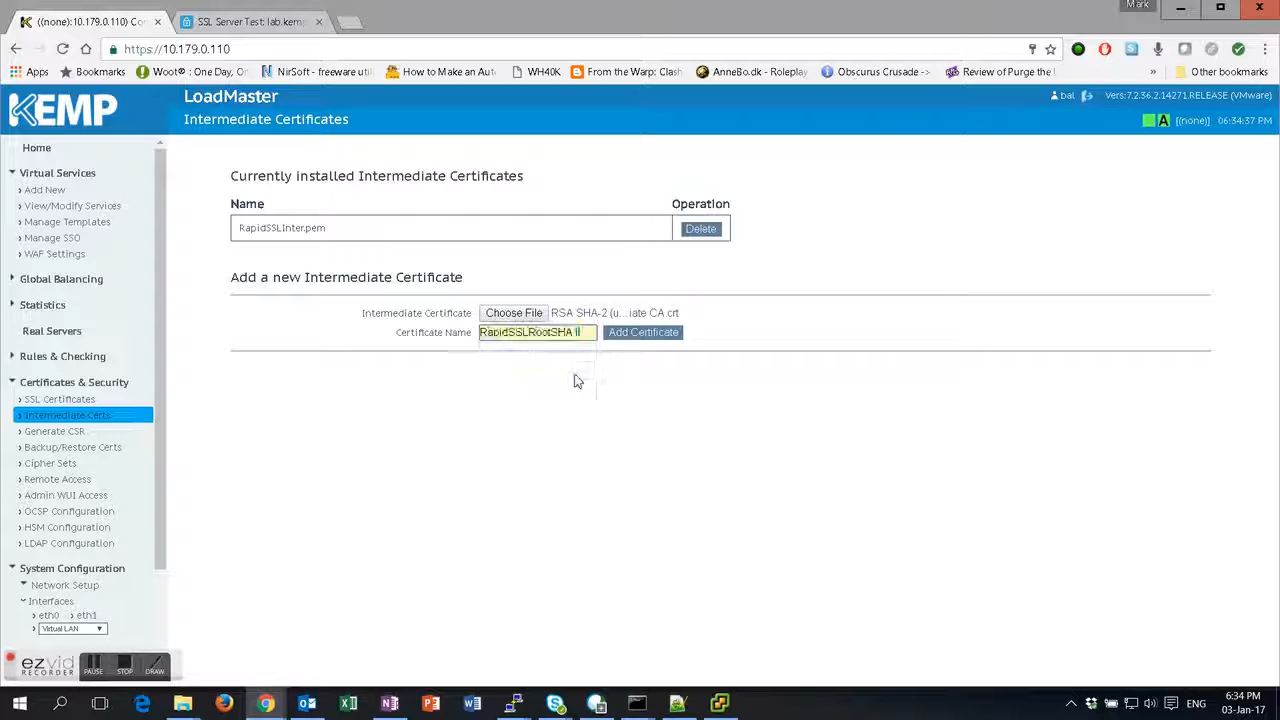 ((none): 10.179.0.110) Co
SSL Server Test: lab.kemp
Mark
https://10.179.0.110
Apps
Bookmarks
Woot® : One Day, On
NirSoft - freeware utili
How to Make an Auto
WH40K
From the Warp: Clash
AnneBo.dk - Roleplay
Obscurus Crusade
Review of Purge the
»
Other bookmarks
KEMP
LoadMaster
Intermediate Certificates
bal
Vers:7.2.36.2.14271.RELEASE (VMware)
A
[(none)]
06:34:37 PM
Home
Virtual Services
Add New
View/Modify Services
Manage Templates
Manage SSO
WAF Settings
Global Balancing
Statistics
Real Servers
Rules & Checking
Certificates & Security
SSL Certificates
Intermediate Certs
Generate CSR
Backup/Restore Certs
Cipher Sets
Remote Access
Admin WUI Access
OCSP Configuration
HSM Configuration
LDAP Configuration
System Configuration
Network Setup
Interfaces
eth0
eth1
Virtual LAN
Currently installed Intermediate Certificates
Name
Operation
RapidSSLInter.pem
Delete
Add a new Intermediate Certificate
Intermediate Certificate
Choose File
RSA SHA-2 (u...iate CA.crt
Certificate Name
RapidSSLRootSHA
Add Certificate
ezvid
RECORDER
PAUSE
STOP
DRAW
ENG
6:34 PM
03-Jan-17